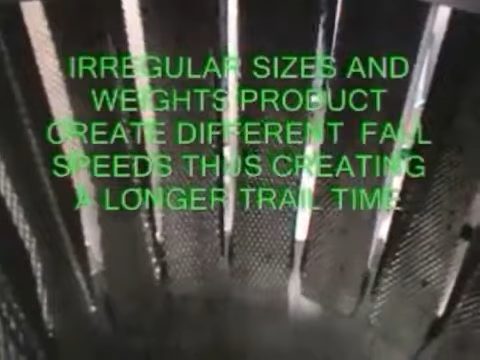 IRREGULAR SIZES AND
WEIGHTS PRODUCT
CREATE DIFFERENT FALL
SPEEDS THUS CREATING
A LONGER TRAIL TIME